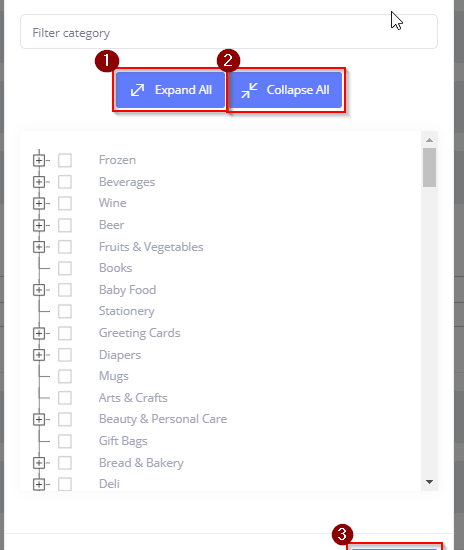 Filter category
1
2
Expand All
Collapse All
Frozen
Beverages
Wine
Beer
Fruits & Vegetables
Books
Baby Food
Stationery
Greeting Cards
Diapers
Mugs
Arts & Crafts
Beauty & Personal Care
Gift Bags
Bread & Bakery
Deli
3